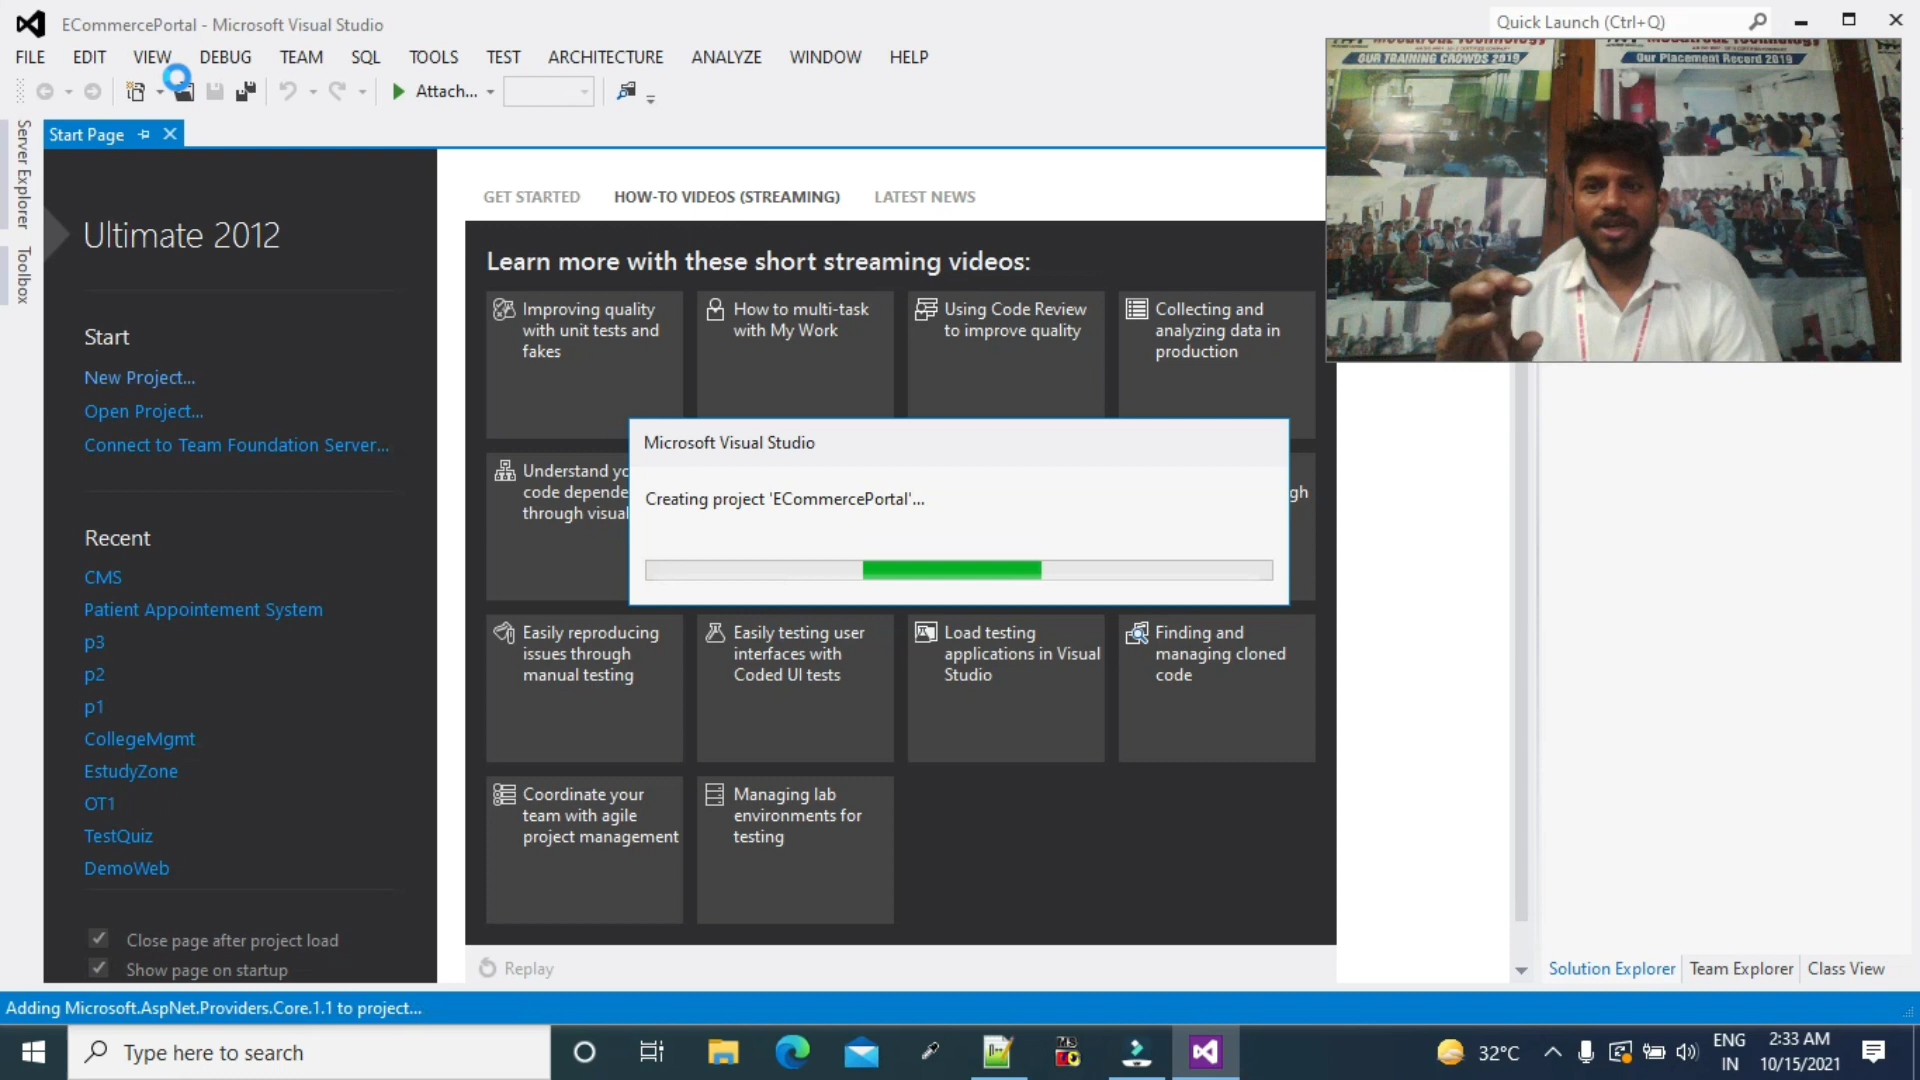 ECommercePortal - Microsoft Visual Studio
Quick Launch (Ctrl+Q)
FILE EDIT VIEW DEBUG TEAM SQL TOOLS TEST ARCHITECTURE ANALYZE WINDOW HELP
Attach...
OUR TRAINING CROWDS 2019
Our Placement Record 2019
Server Explorer
Toolbox
Start Page
Ultimate 2012
Start
New Project...
Open Project...
Connect to Team Foundation Server...
Recent
CMS
Patient Appointement System
p3
p2
p1
CollegeMgmt
EstudyZone
OT1
TestQuiz
DemoWeb
Close page after project load
Show page on startup
GET STARTED HOW-TO VIDEOS (STREAMING) LATEST NEWS
Learn more with these short streaming videos:
Improving quality
with unit tests and
fakes
How to multi-task
with My Work
Using Code Review
to improve quality
Collecting and
analyzing data in
production
Understand
code
through
Microsoft Visual Studio
Creating project 'ECommercePortal'...
Easily reproducing
issues through
manual testing
Easily testing user
interfaces with
Coded UI tests
Load testing
applications in Visual
Studio
Finding and
managing cloned
code
Coordinate your
team with agile
project management
Managing lab
environments for
testing
Replay
Solution Explorer Team Explorer Class View
Adding Microsoft.AspNet.Providers.Core.1.1 to project...
Type here to search
32°C
ENG
IN
2:33 AM
10/15/2021